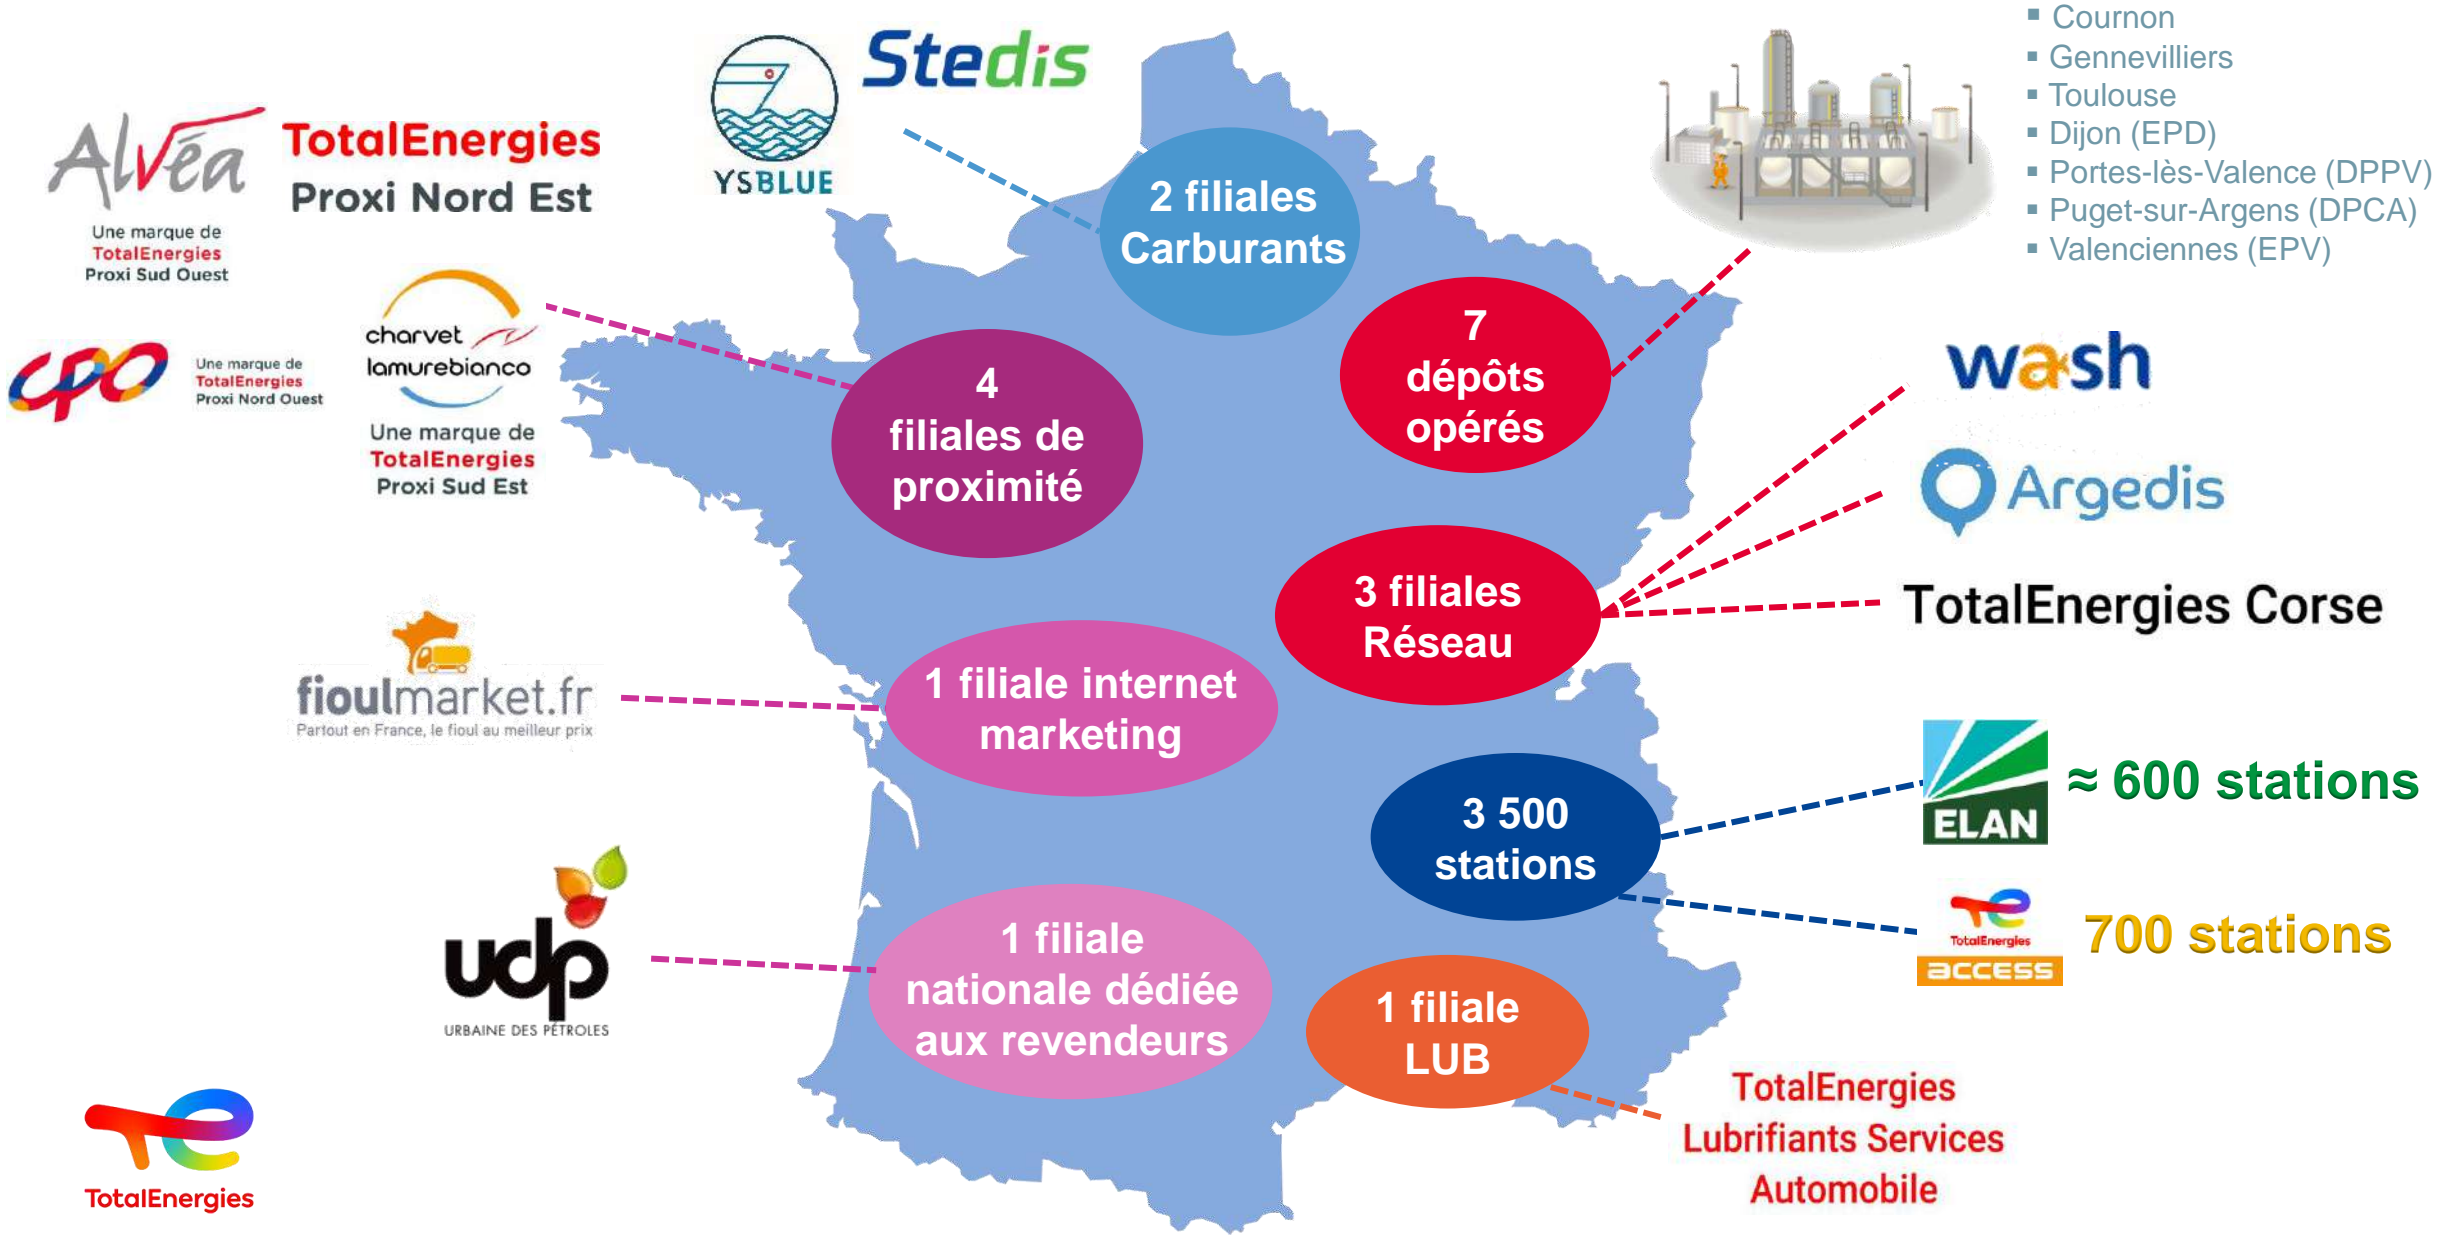 Alvéa
Une marque de
TotalEnergies
Proxi Sud Ouest
TotalEnergies
Proxi Nord Est
YSBLUE
Stedis
▪ Cournon
▪ Gennevilliers
▪ Toulouse
▪ Dijon (EPD)
▪ Portes-lès-Valence (DPPV)
▪ Puget-sur-Argens (DPCA)
▪ Valenciennes (EPV)
CPO
Une marque de
TotalEnergies
Proxi Nord Ouest
charvet
lamurebianco
Une marque de
TotalEnergies
Proxi Sud Est
2 filiales
Carburants
7
dépôts
opérés
4
filiales de
proximité
wash
Argedis
TotalEnergies Corse
3 filiales
Réseau
fioulmarket.fr
Partout en France, le fioul au meilleur prix
1 filiale internet
marketing
3 500
stations
ELAN
≈ 600 stations
TotalEnergies
access
700 stations
udp
URBAINE DES PÉTROLES
1 filiale
nationale dédiée
aux revendeurs
1 filiale
LUB
TotalEnergies
Lubrifiants Services
Automobile
TotalEnergies